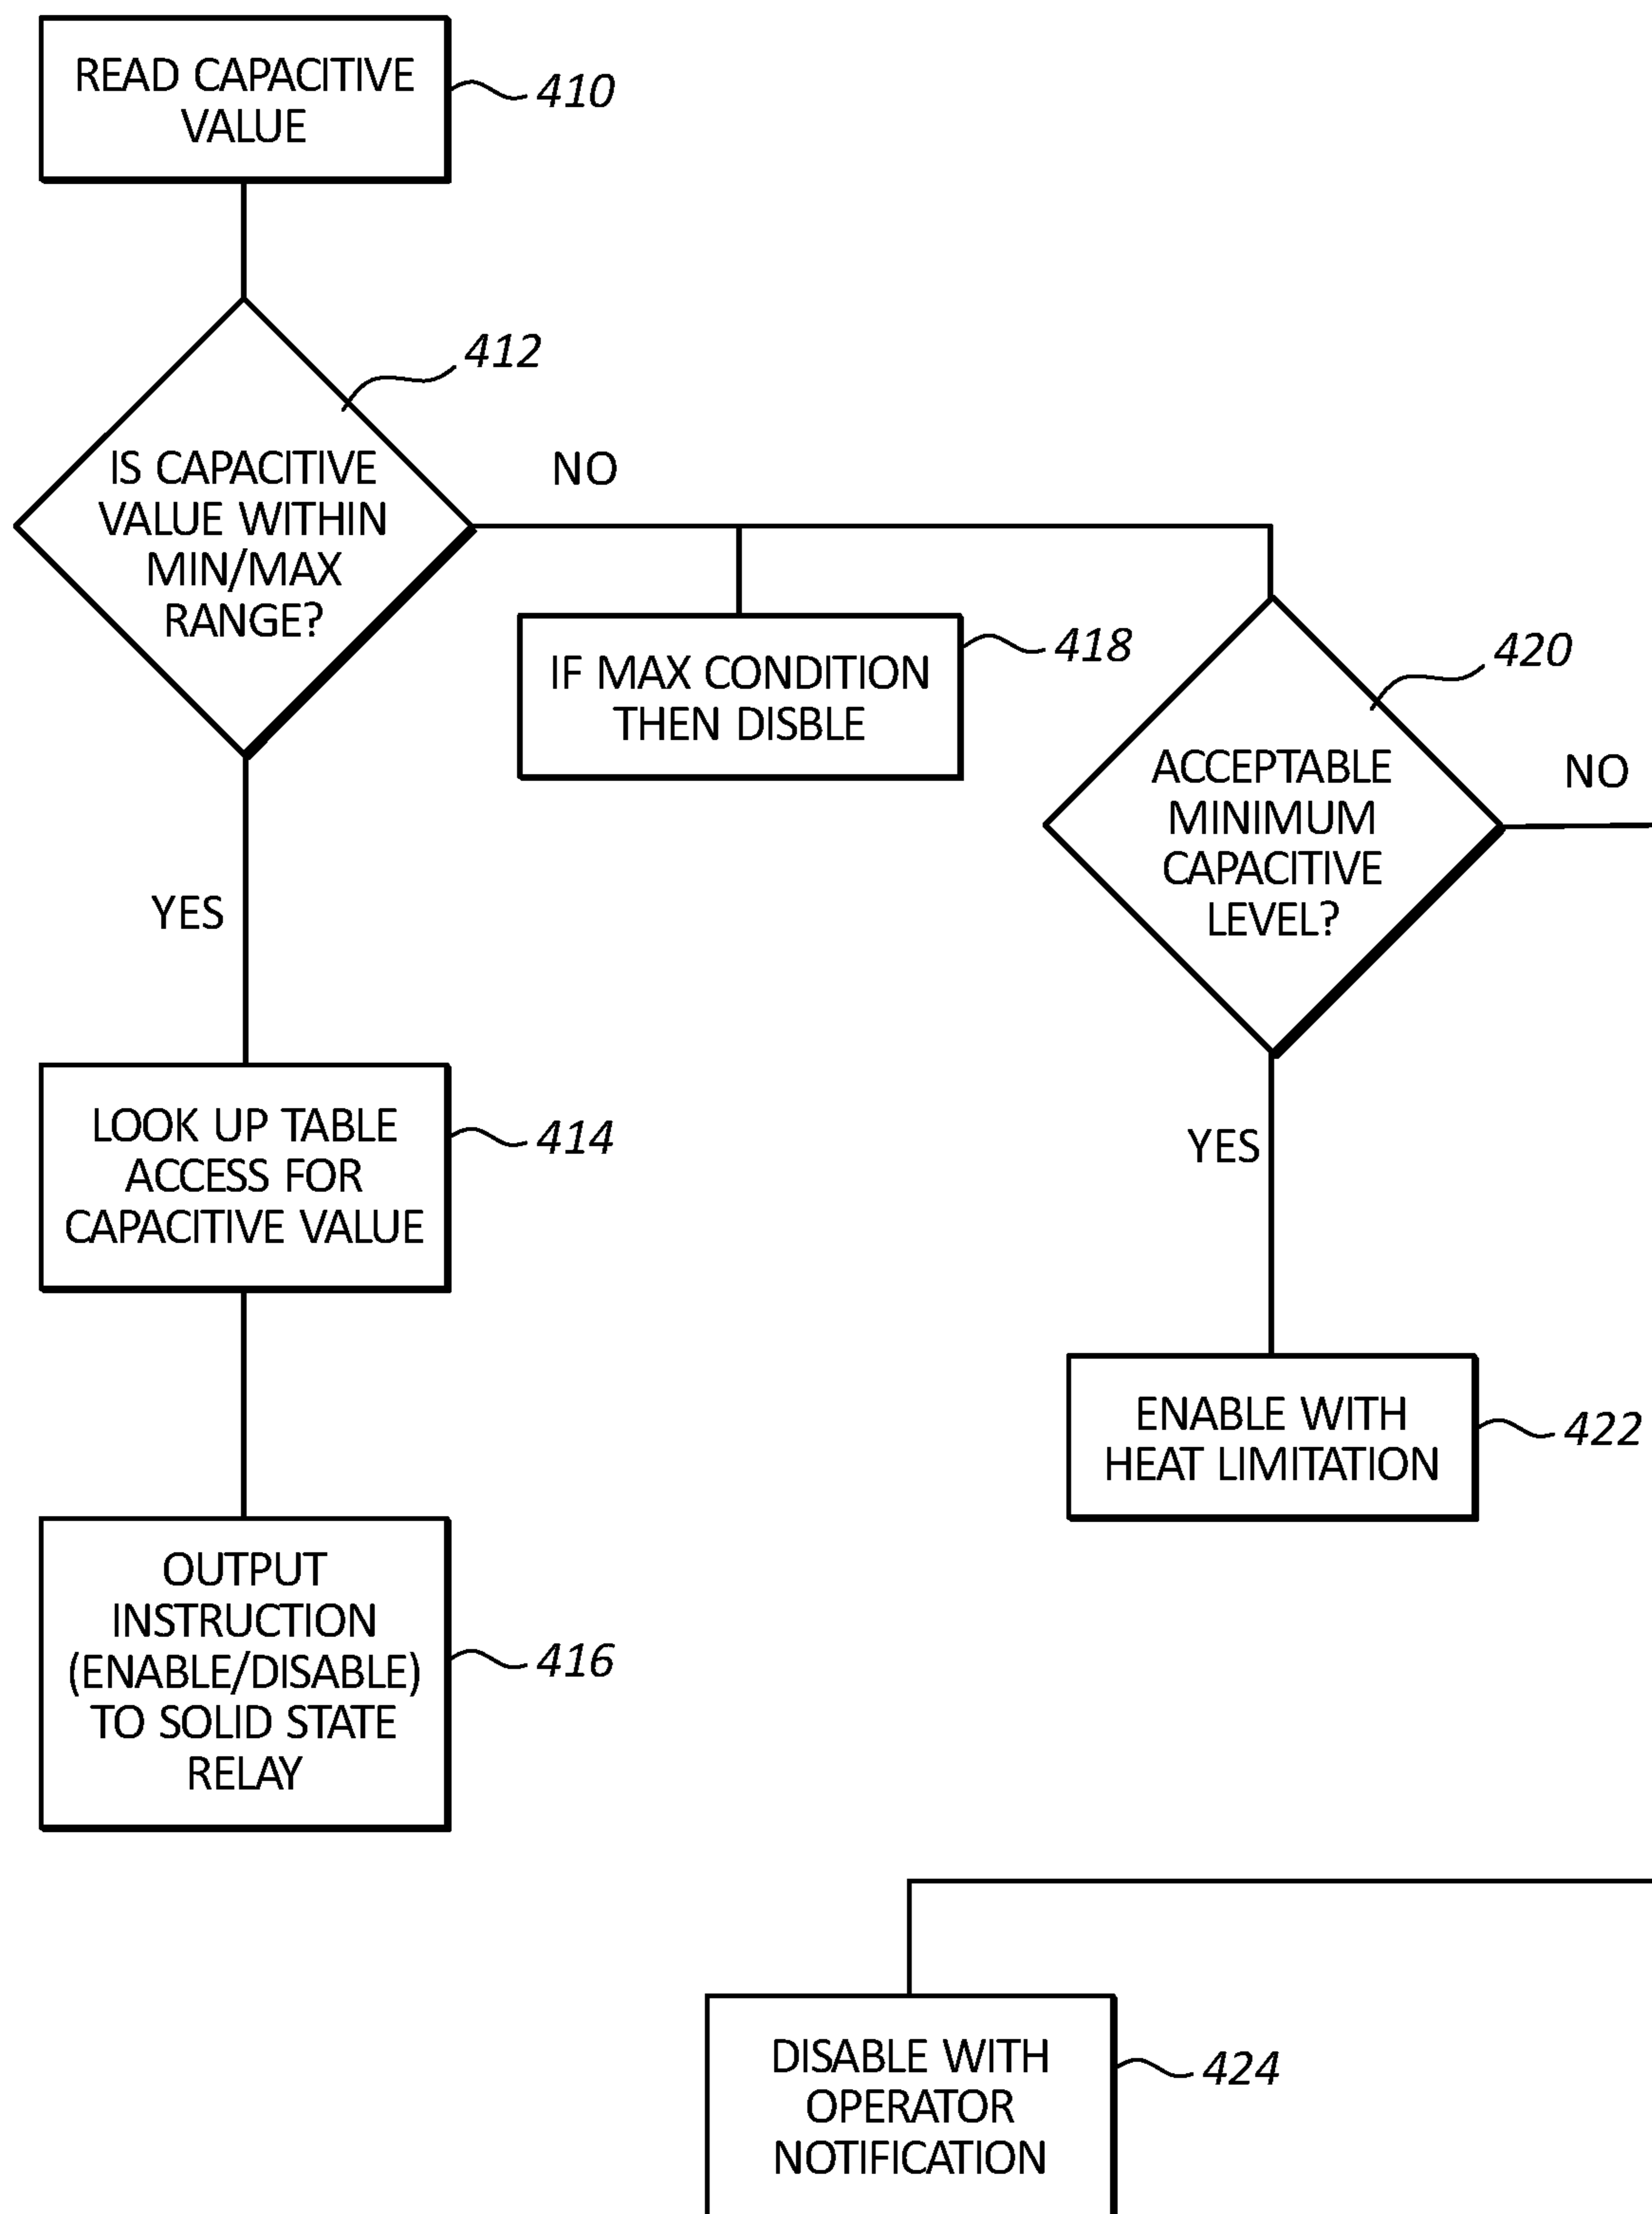 READ CAPACITIVE
VALUE
410
412
IS CAPACITIVE
VALUE WITHIN
MIN/MAX
RANGE?
NO
IF MAX CONDITION
THEN DISBLE
418
420
ACCEPTABLE
MINIMUM
CAPACITIVE
LEVEL?
NO
YES
LOOK UP TABLE
ACCESS FOR
CAPACITIVE VALUE
414
YES
ENABLE WITH
HEAT LIMITATION
422
OUTPUT
INSTRUCTION
(ENABLE/DISABLE)
TO SOLID STATE
RELAY
416
DISABLE WITH
OPERATOR
NOTIFICATION
424